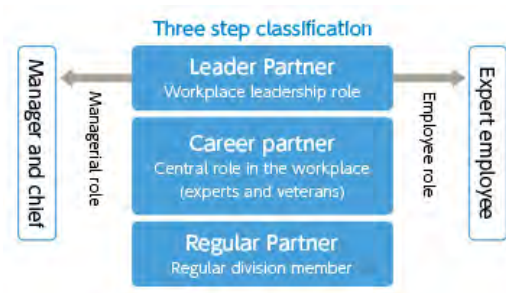 Three step classification
Manager and chief
Managerial role
Leader Partner
Workplace leadership role
Career partner
Central role in the workplace
(experts and veterans)
Regular Partner
Regular division member
Employee role
Expert employee